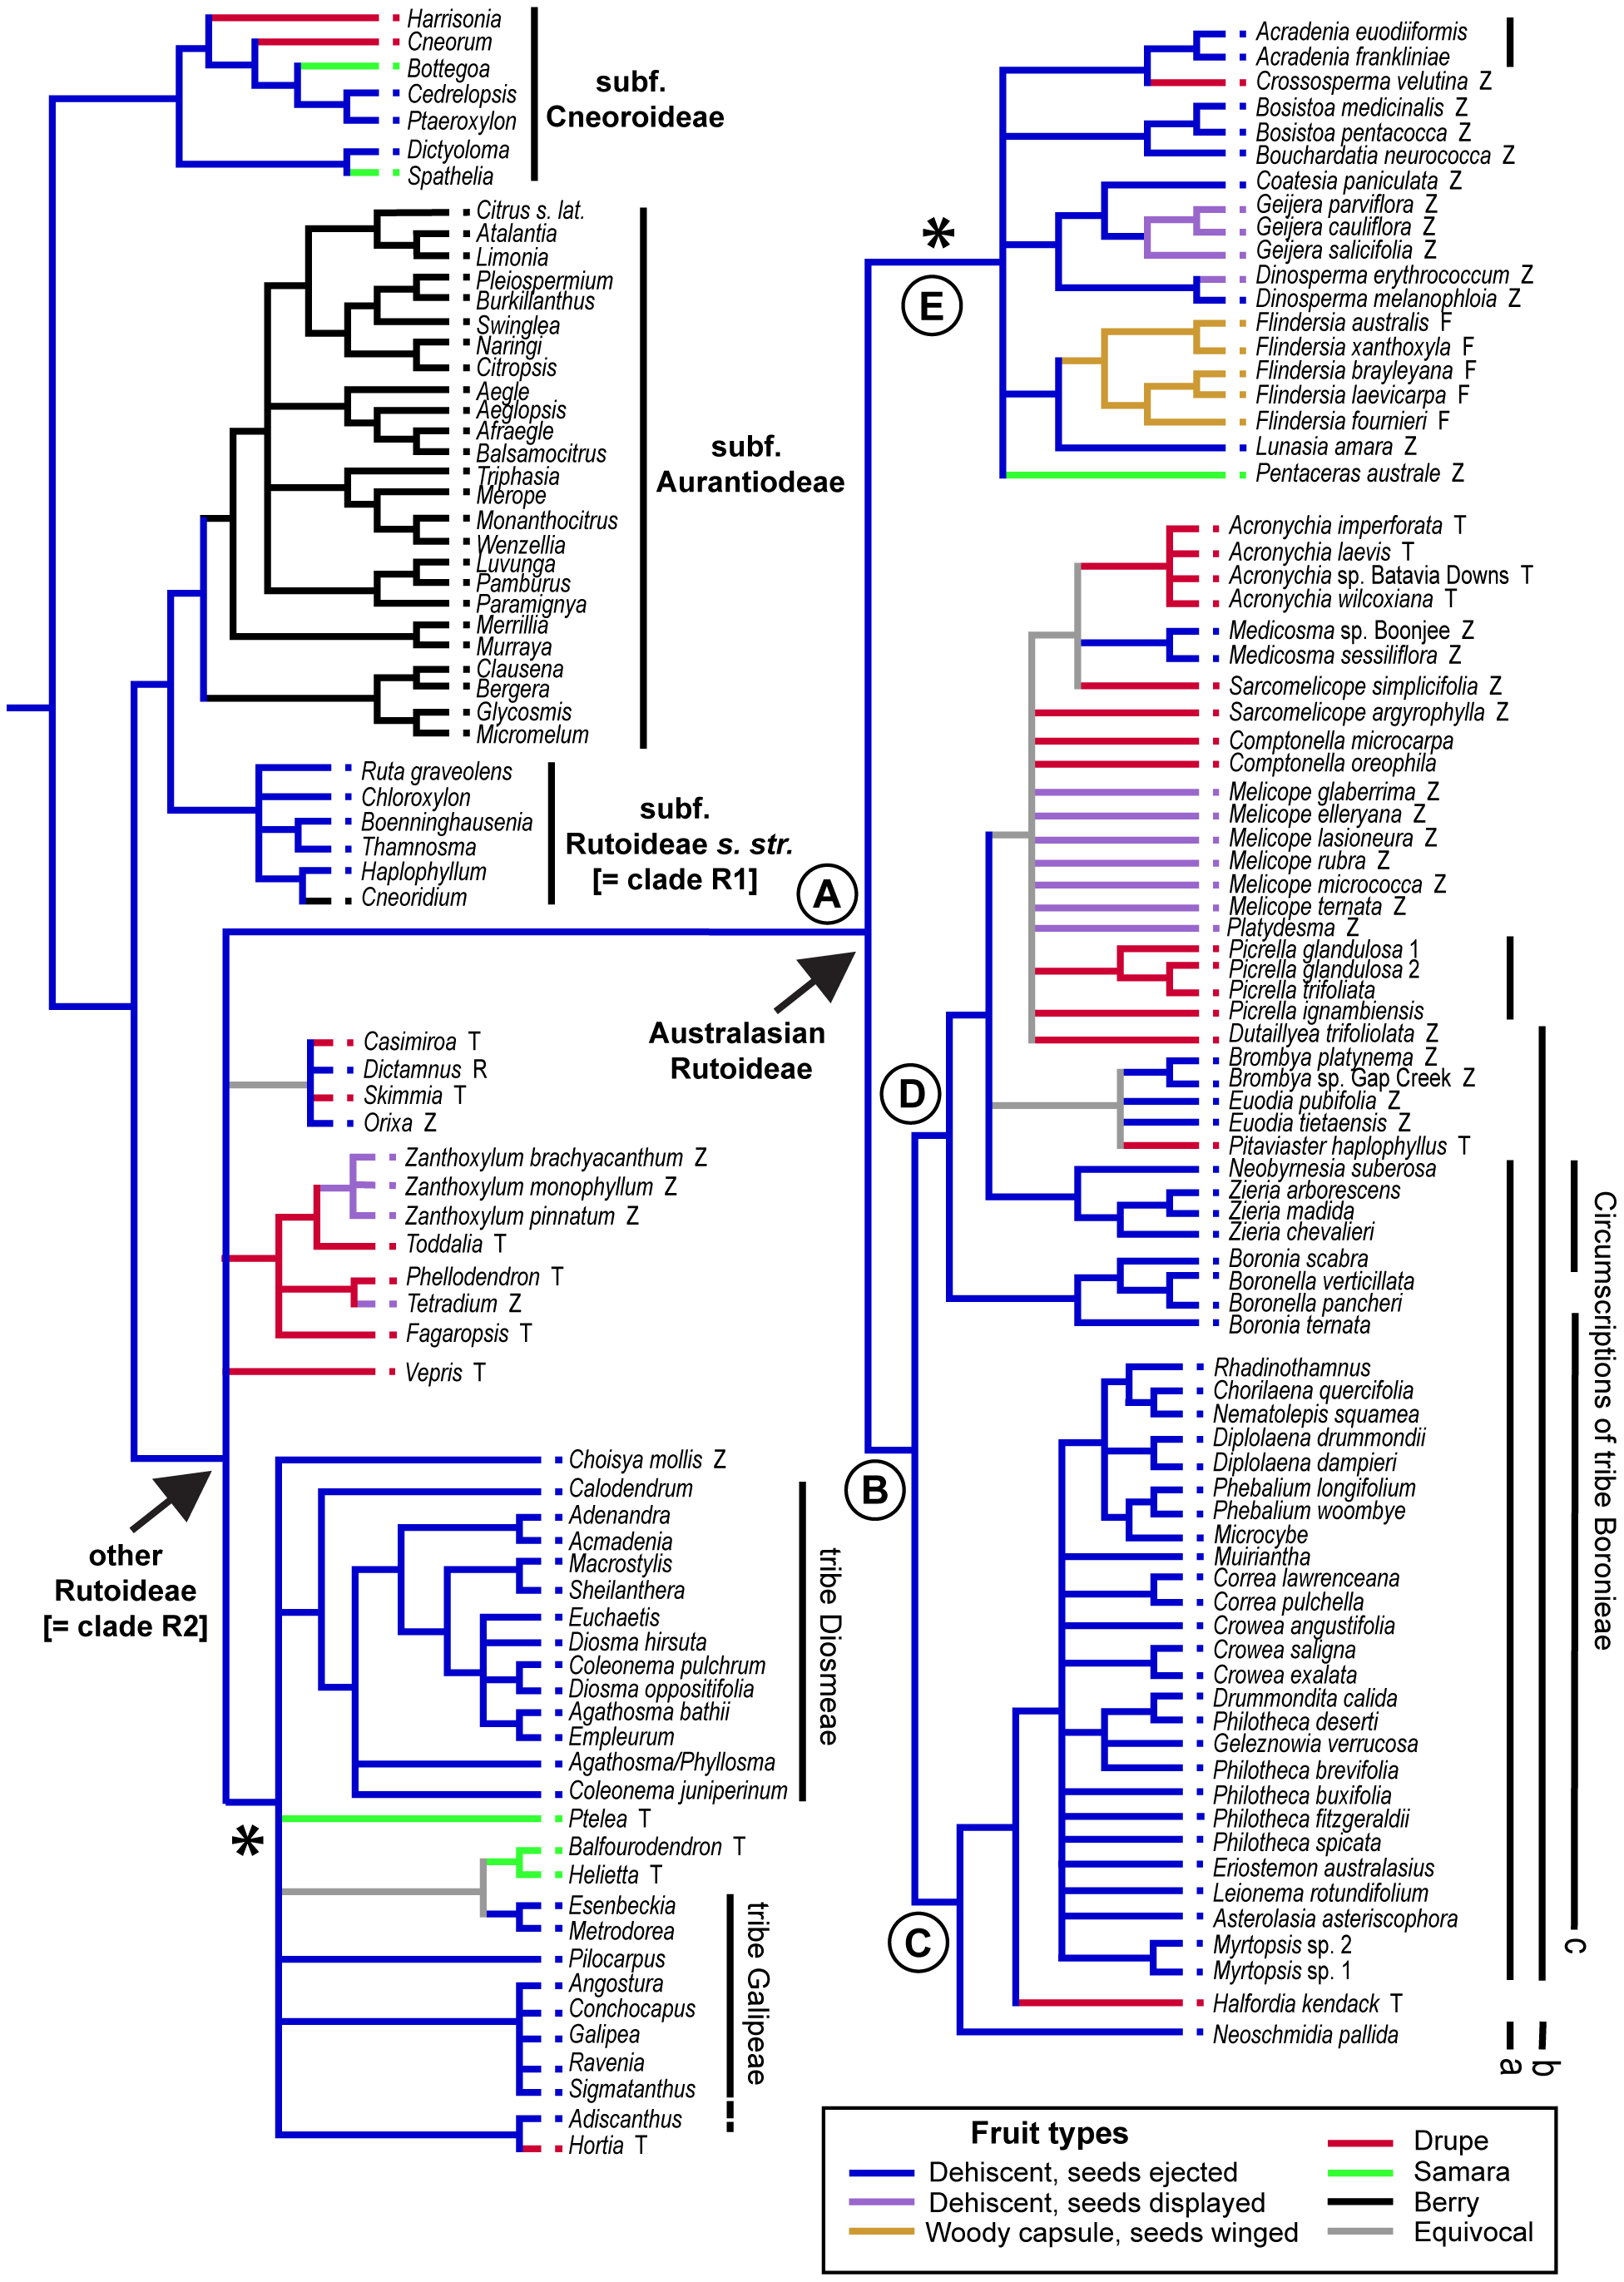 Harrisonia
Cneorum
Bottegoa
Cedrelopsis
Ptaeroxylon
Dictyoloma
Spathelia
subf.
Cneoroideae
Citrus s. lat.
Atalantia
Limonia
Pleiospermium
Burkillanthus
Swinglea
Naringi
Citropsis
Aegle
Aeglopsis
Afraegle
Balsamocitrus
Triphasia
Merope
Monanthocitrus
Wenzellia
Luvunga
Pamburus
Paramignya
Merrillia
Murraya
Clausena
Bergera
Glycosmis
Micromelum
subf.
Aurantiodeae
Ruta graveolens
Chloroxylon
Boenninghausenia
Thamnosma
Haplophyllum
Cneoridium
subf.
Rutoideae s. str.
[= clade R1]
A
Australasian
Rutoideae
Casimiroa T
Dictamnus R
Skimmia T
Orixa Z
Zanthoxylum brachyacanthum Z
Zanthoxylum monophyllum Z
Zanthoxylum pinnatum Z
Toddalia T
Phellodendron T
Tetradium Z
Fagaropsis T
Vepris T
other
Rutoideae
[= clade R2]
*
Choisya mollis Z
Calodendrum
Adenandra
Acmadenia
Macrostylis
Sheilanthera
Euchaetis
Diosma hirsuta
Coleonema pulchrum
Diosma oppositifolia
Agathosma bathii
Empleurum
Agathosma/Phyllosma
Coleonema juniperinum
tribe Diosmeae
Ptelea T
Balfourodendron T
Helietta T
Esenbeckia
Metrodorea
Pilocarpus
Angostura
Conchocapus
Galipea
Ravenia
Sigmatanthus
Adiscanthus
Hortia T
tribe Galipeae
*
E
Acradenia euodiiformis
Acradenia frankliniae
Crossosperma velutina Z
Bosistoa medicinalis Z
Bosistoa pentacocca Z
Bouchardatia neurococca Z
Coatesia paniculata Z
Geijera parviflora Z
Geijera cauliflora Z
Geijera salicifolia Z
Dinosperma erythrococcum Z
Dinosperma melanophloia Z
Flindersia australis F
Flindersia xanthoxyla F
Flindersia brayleyana F
Flindersia laevicarpa F
Flindersia fournieri F
Lunasia amara Z
Pentaceras australe Z
Acronychia imperforata T
Acronychia laevis T
Acronychia sp. Batavia Downs T
Acronychia wilcoxiana T
Medicosma sp. Boonjee Z
Medicosma sessiliflora Z
Sarcomelicope simplicifolia Z
Sarcomelicope argyrophylla Z
Comptonella microcarpa
Comptonella oreophila
Melicope glaberrima Z
Melicope elleryana Z
Melicope lasioneura Z
Melicope rubra Z
Melicope micrococca Z
Melicope ternata Z
Platydesma Z
Picrella glandulosa 1
Picrella glandulosa 2
Picrella trifoliata
Picrella ignambiensis
Dutaillyea trifoliolata Z
D
Brombya platynema Z
Brombya sp. Gap Creek Z
Euodia pubifolia Z
Euodia tietaensis Z
Pitaviaster haplophyllus T
Neobyrnesia suberosa
Zieria arborescens
Zieria madida
Zieria chevalieri
Boronia scabra
Boronella verticillata
Boronella pancheri
Boronia ternata
B
Rhadinothamnus
Chorilaena quercifolia
Nematolepis squamea
Diplolaena drummondii
Diplolaena dampieri
Phebalium longifolium
Phebalium woombye
Microcybe
Muiriantha
Correa lawrenceana
Correa pulchella
Crowea angustifolia
Crowea saligna
Crowea exalata
Drummondita calida
Philotheca deserti
Geleznowia verrucosa
Philotheca brevifolia
Philotheca buxifolia
Philotheca fitzgeraldii
Philotheca spicata
Eriostemon australasius
Leionema rotundifolium
Asterolasia asteriscophora
Myrtopsis sp. 2
Myrtopsis sp. 1
C
Halfordia kendack T
Neoschmidia pallida
Circumscriptions of tribe Boronieae
a
b
c
Fruit types
Dehiscent, seeds ejected
Dehiscent, seeds displayed
Woody capsule, seeds winged
Drupe
Samara
Berry
Equivocal